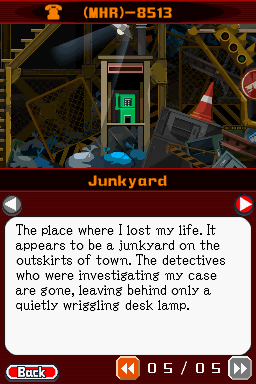 (MHR)-8513
Junkyard
The place where I lost my life. It
appears to be a junkyard on the
outskirts of town. The detectives
who were investigating my case
are gone, leaving behind only a
quietly wriggling desk lamp.
Back
05/05